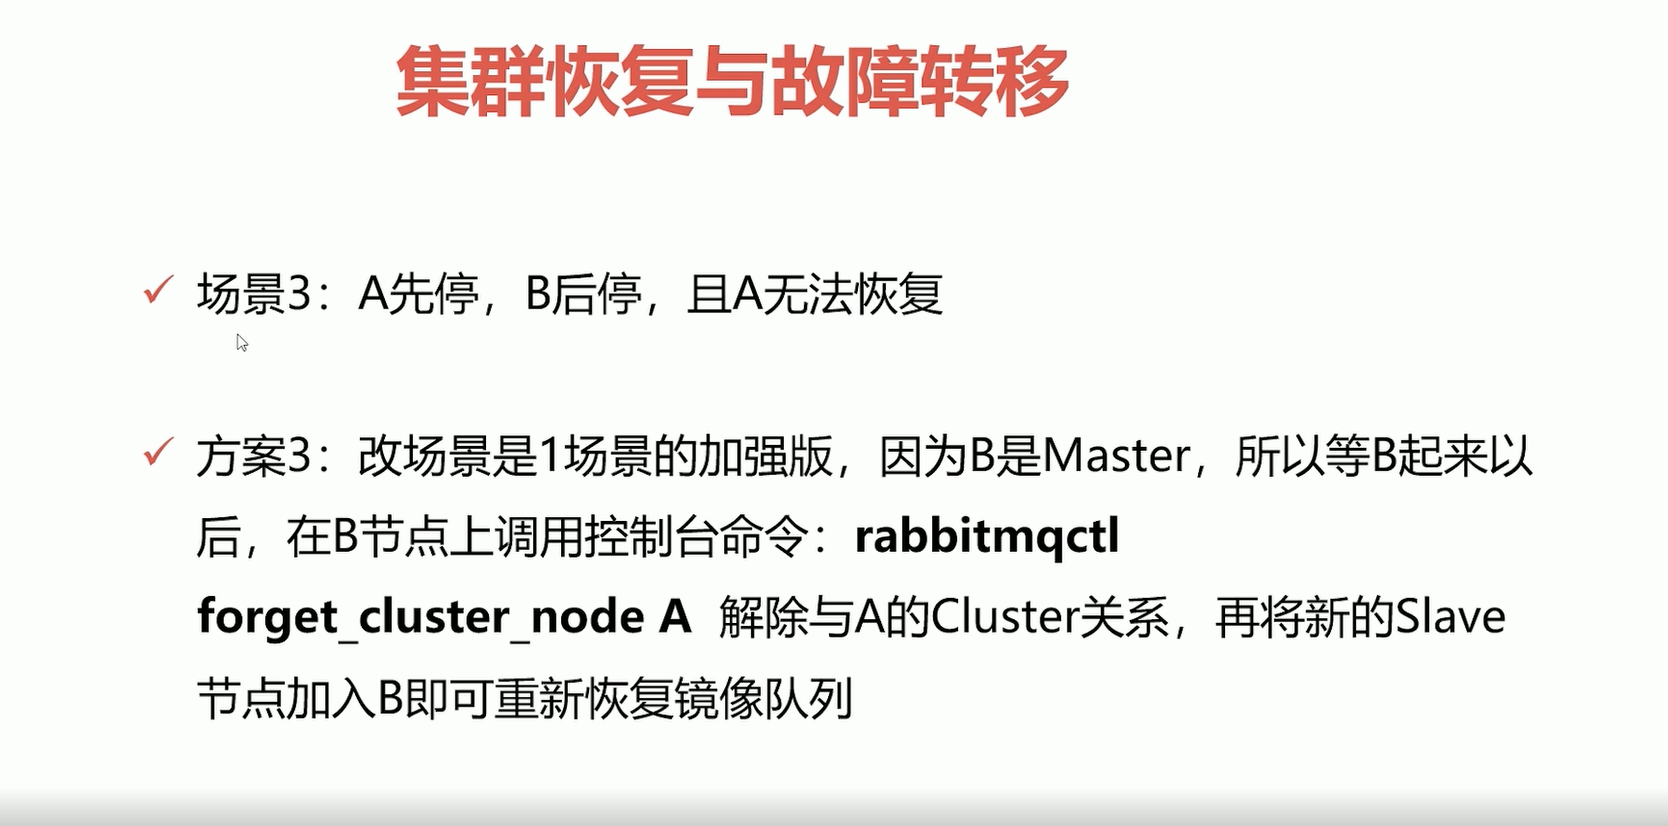 集群恢复与故障转移
场景3：A先停，B后停，且A无法恢复
方案3：改场景是1场景的加强版，因为B是Master，所以等B起来以
后，在B节点上调用控制台命令：rabbitmqctl
forget_cluster_node A 解除与A的Cluster关系，再将新的Slave
节点加入B即可重新恢复镜像队列